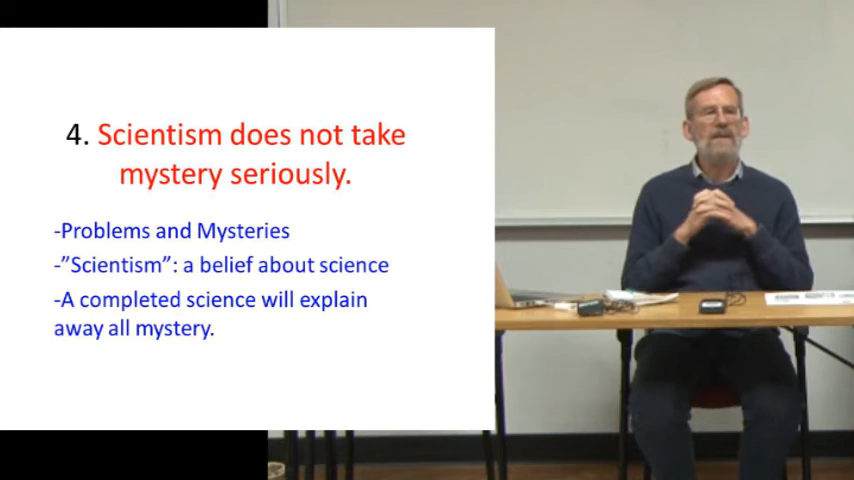 4. Scientism does not take
mystery seriously.
-Problems and Mysteries
-”Scientism”: a belief about science
-A completed science will explain
away all mystery.